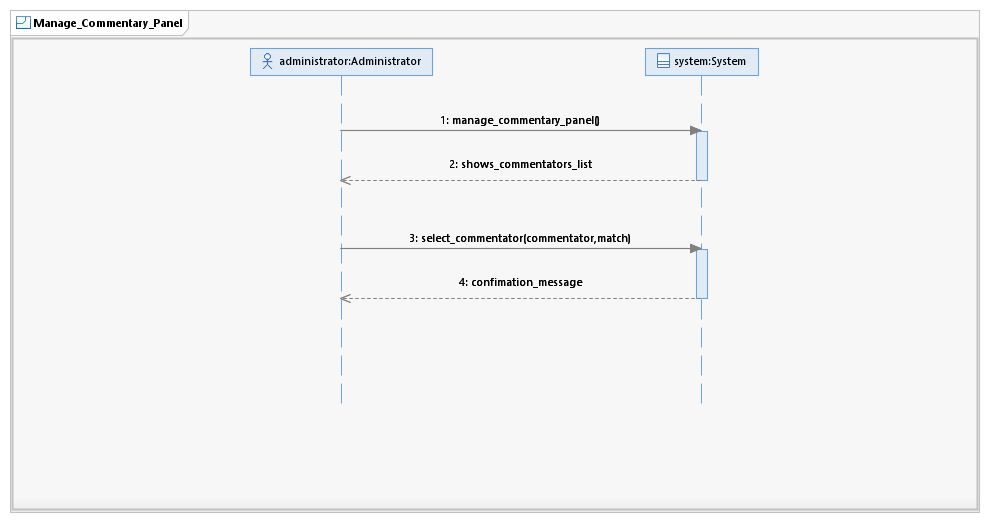 Manage_Commentary_Panel
administrator:Administrator
system:System
1: manage_commentary_panel()
2: shows_commentators_list
3: select_commentator(commentator,match)
4: confimation_message